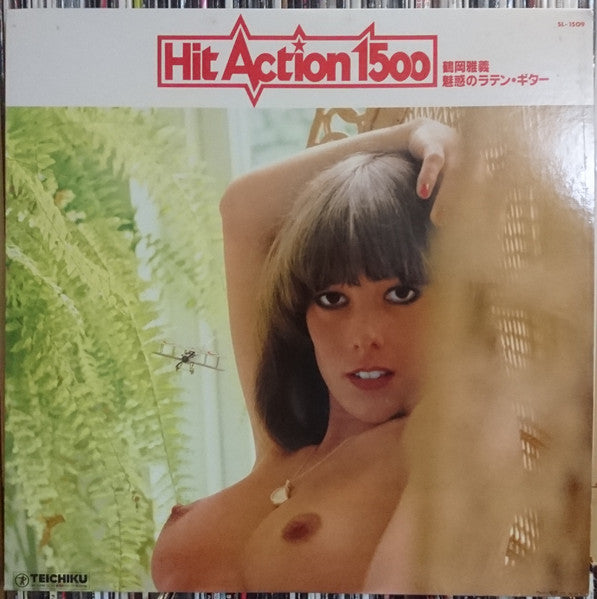 SL-1509
Hit Action 1500
鶴岡雅義
魅惑のラテン・ギター
TEICHIKU